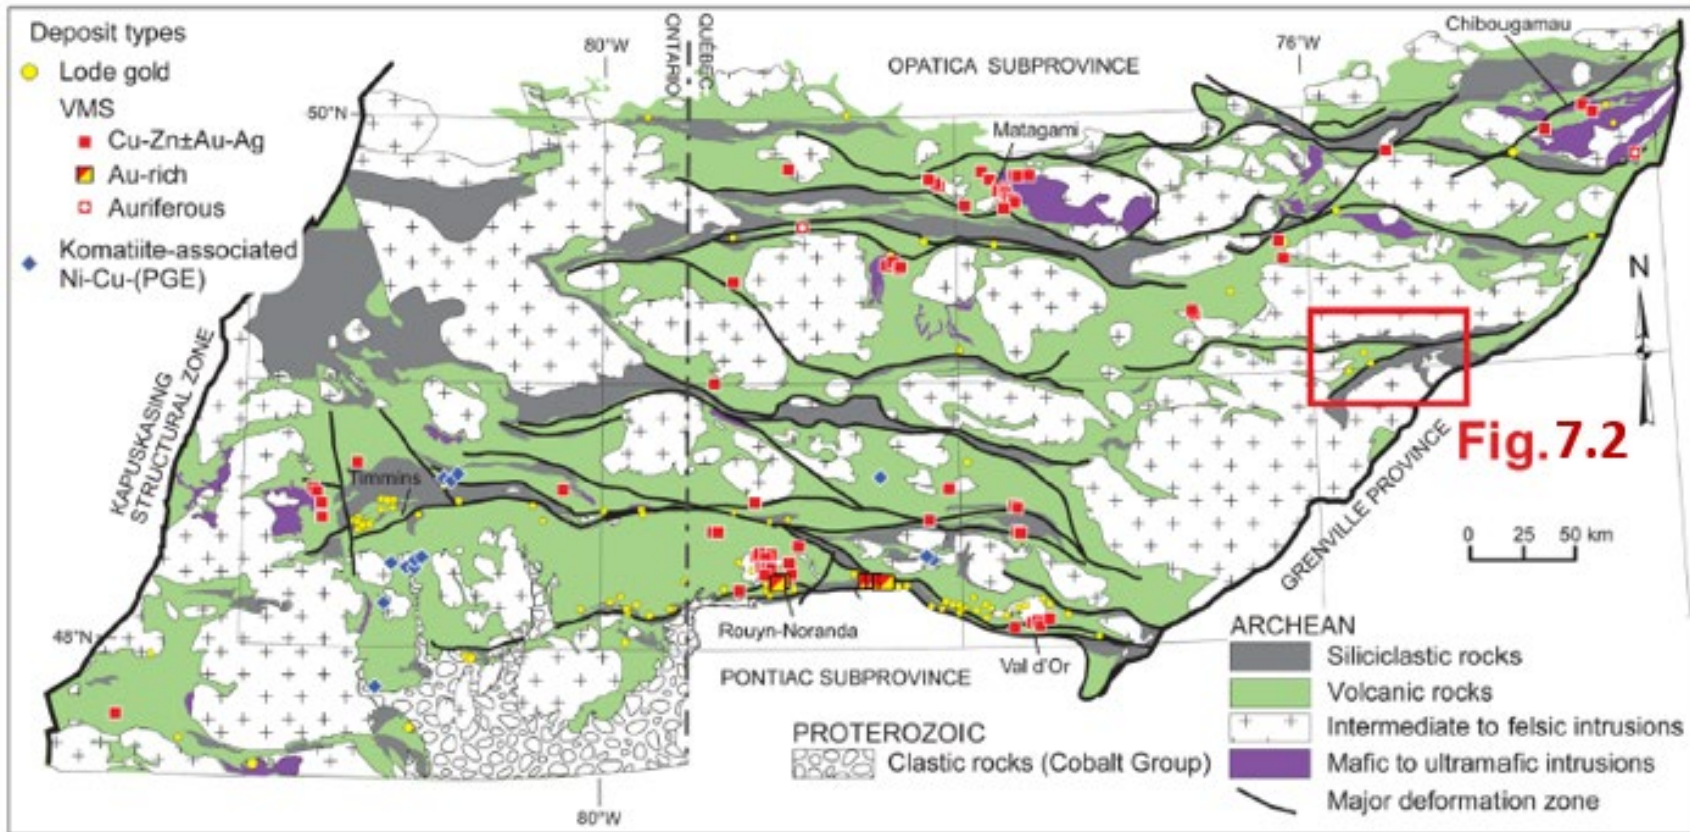 Deposit types
Lode gold
VMS
Cu-Zn±Au-Ag
Au-rich
Auriferous
Komatiite-associated
Ni-Cu-(PGE)
80°W
ONTARIO
QUÉBEC
OPATICA SUBPROVINCE
76°W
Chibougamau
50°N
Matagami
N
KAPUSKASING
STRUCTURAL ZONE
Timmins
Fig.7.2
GRENVILLE PROVINCE
0 25 50 km
48°N
Rouyn-Noranda
Val d'Or
PONTIAC SUBPROVINCE
PROTEROZOIC
Clastic rocks (Cobalt Group)
ARCHEAN
Siliciclastic rocks
Volcanic rocks
Intermediate to felsic intrusions
Mafic to ultramafic intrusions
Major deformation zone
80°W